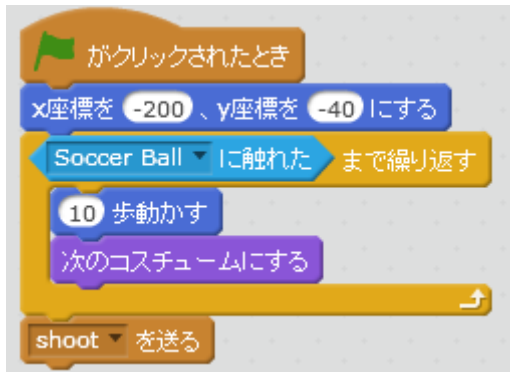 がクリックされたとき
x座標を -200 、y座標を -40 にする
Soccer Ball に触れた まで繰り返す
10 歩動かす
次のコスチュームにする
shoot を送る